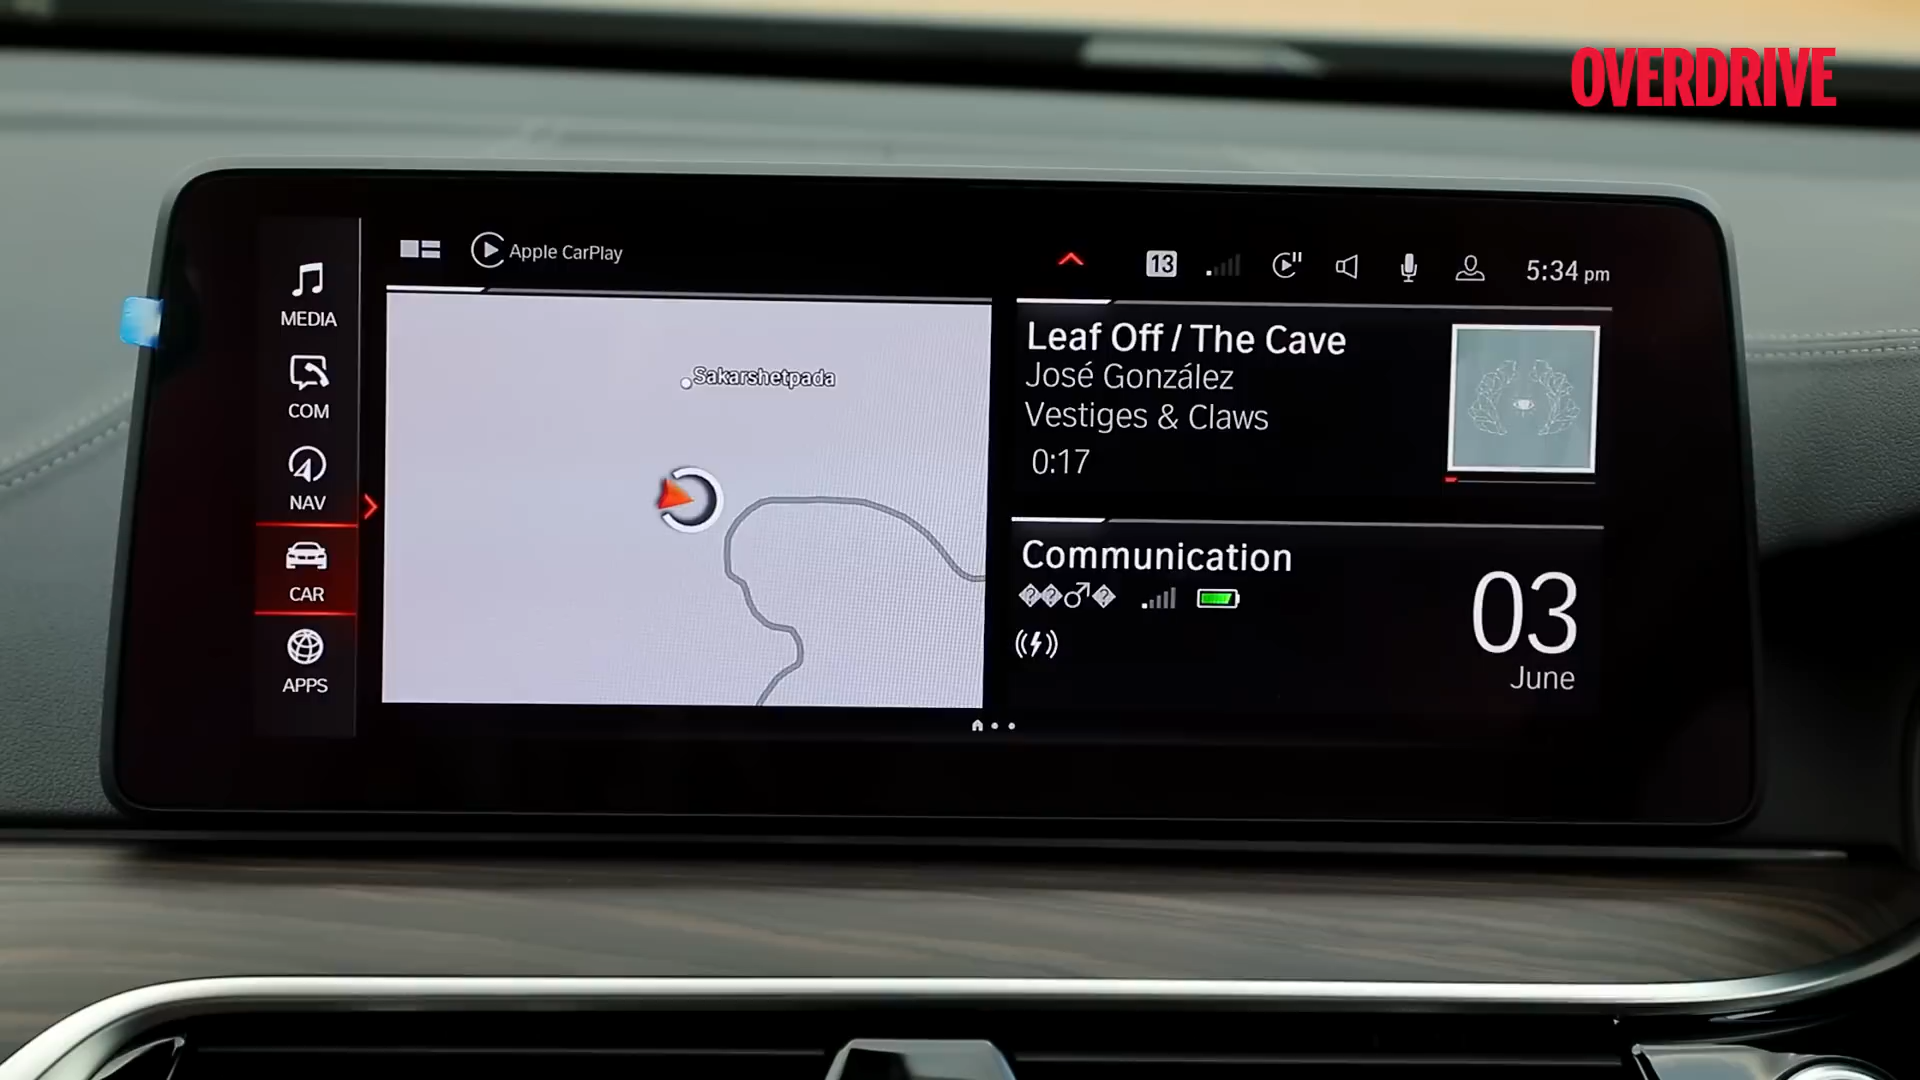 OVERDRIVE
Apple CarPlay
13
5:34 pm
MEDIA
COM
NAV
CAR
APPS
Sakarshetpada
Leaf Off / The Cave
José González
Vestiges & Claws
0:17
Communication
��♂�
03
June